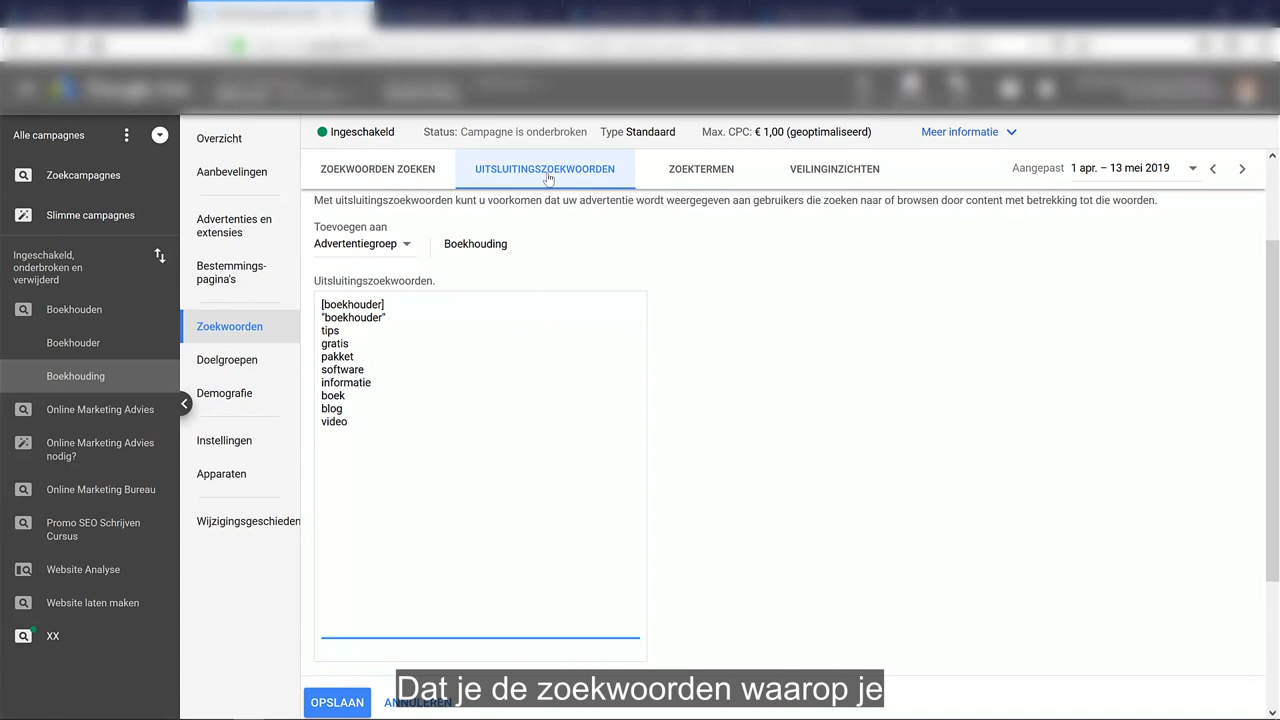 Alle campagnes
Zoekcampagnes
Slimme campagnes
Ingeschakeld,
onderbroken en
verwijderd
Boekhouden
Boekhouder
Boekhouding
Online Marketing Advies
Online Marketing Advies
nodig?
Online Marketing Bureau
Promo SEO Schrijven
Cursus
Website Analyse
Website laten maken
XX
Overzicht
Aanbevelingen
Advertenties en
extensies
Bestemmings-
pagina's
Zoekwoorden
Doelgroepen
Demografie
Instellingen
Apparaten
Wijzigingsgeschieden
Ingeschakeld Status: Campagne is onderbroken Type Standaard Max. CPC: € 1,00 (geoptimaliseerd) Meer informatie
ZOEKWOORDEN ZOEKEN UITSLUITINGSZOEKWOORDEN ZOEKTERMEN VEILINGINZICHTEN Aangepast 1 apr. – 13 mei 2019
Met uitsluitingszoekwoorden kunt u voorkomen dat uw advertentie wordt weergegeven aan gebruikers die zoeken naar of browsen door content met betrekking tot die woorden.
Toevoegen aan
Advertentiegroep Boekhouding
Uitsluitingszoekwoorden.
[boekhouder]
"boekhouder"
tips
gratis
pakket
software
informatie
boek
blog
video
OPSLAAN ANNULEREN
Dat je de zoekwoorden waarop je